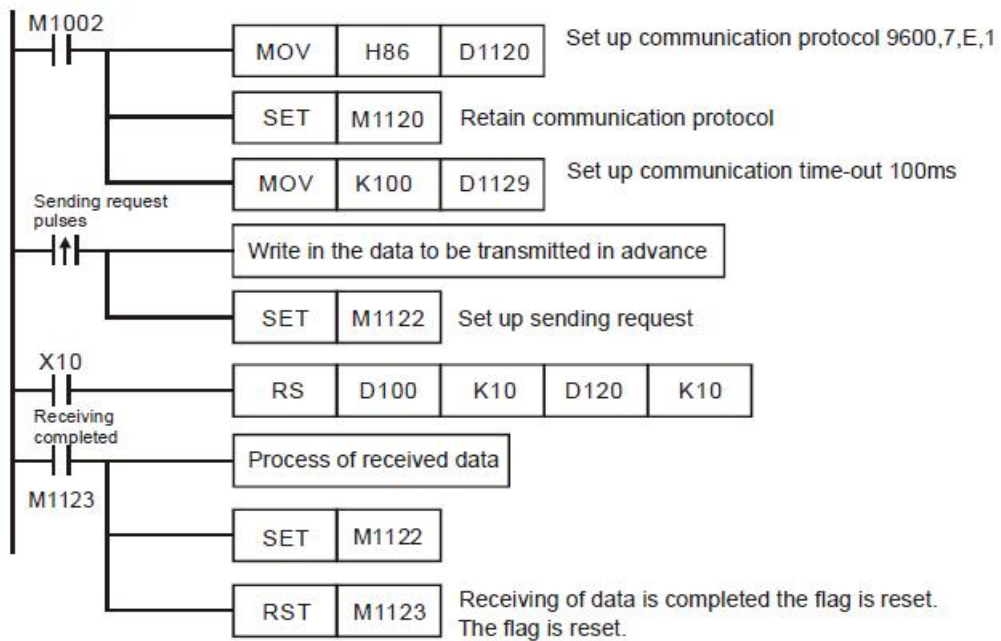 M1002
MOV H86 D1120 Set up communication protocol 9600,7,E,1
SET M1120 Retain communication protocol
MOV K100 D1129 Set up communication time-out 100ms
Sending request
pulses
Write in the data to be transmitted in advance
SET M1122 Set up sending request
X10
RS D100 K10 D120 K10
Receiving
completed
Process of received data
M1123
SET M1122
RST M1123 Receiving of data is completed the flag is reset.
The flag is reset.